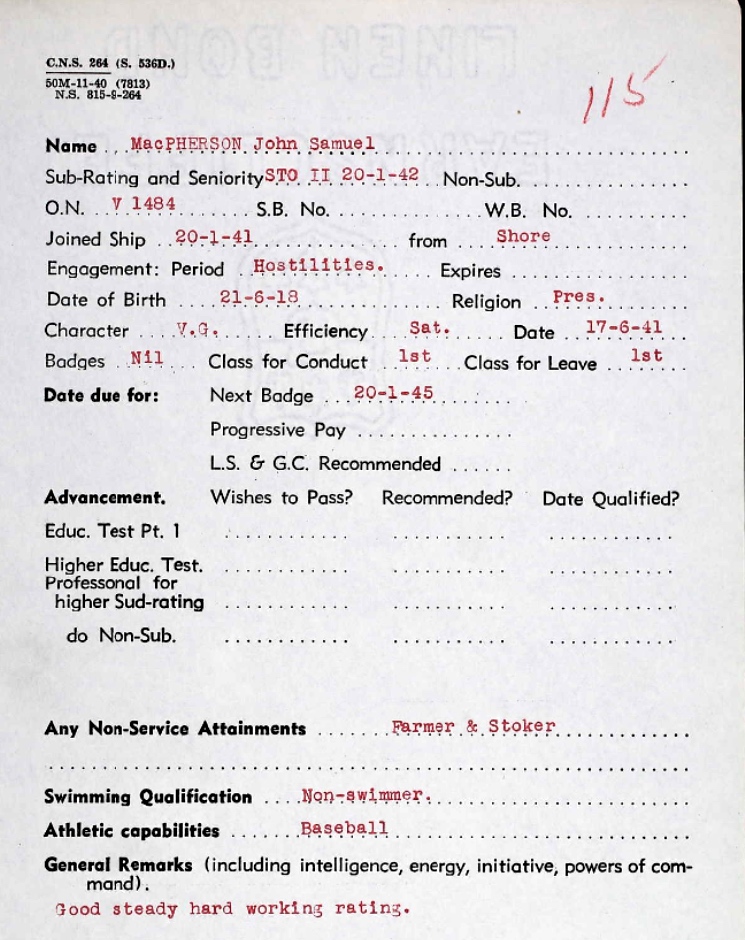 C.N.S. 264 (S. 536D.)
50M-11-40 (7813)
N.S. 815-9-264
115
Name MacPHERSON John Samuel
Sub-Rating and Seniority STO II 20-1-42 Non-Sub.
O.N. V 1484 S.B. No. W.B. No.
Joined Ship 20-1-41 from Shore
Engagement: Period Hostilities. Expires
Date of Birth 21-6-18 Religion Pres.
Character V.G. Efficiency Sat. Date 17-6-41
Badges Nil Class for Conduct 1st Class for Leave 1st
Date due for: Next Badge 20-1-45
Progressive Pay
L.S. & G.C. Recommended
Advancement. Wishes to Pass? Recommended? Date Qualified?
Educ. Test Pt. 1
Higher Educ. Test.
Professonal for
higher Sud-rating
do Non-Sub.
Any Non-Service Attainments Farmer & Stoker
Swimming Qualification Non-swimmer.
Athletic capabilities Baseball
General Remarks (including intelligence, energy, initiative, powers of com-
mand).
Good steady hard working rating.